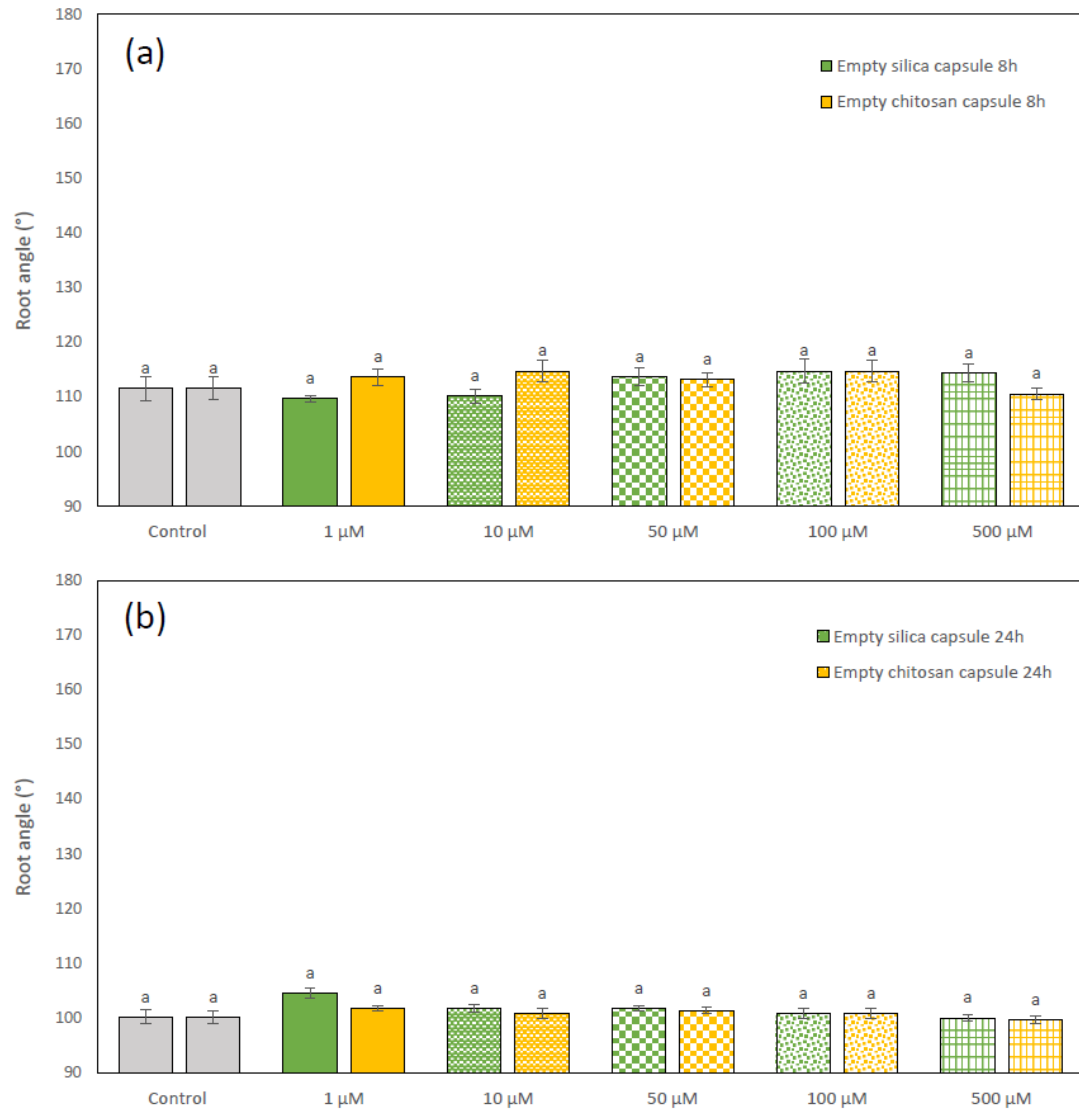 180
(a)
170
Empty silica capsule 8h
160
Empty chitosan capsule 8h
150
140
130
120
110
100
90
Root angle (°)
a a a a a a a a a a a a
Control 1 µM 10 µM 50 µM 100 µM 500 µM
180
(b)
170
Empty silica capsule 24h
160
Empty chitosan capsule 24h
150
140
130
120
110
100
90
Root angle (°)
a a a a a a a a a a a a
Control 1 µM 10 µM 50 µM 100 µM 500 µM